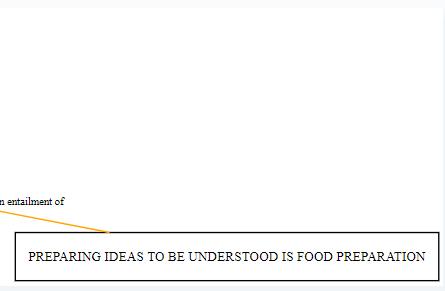 n entailment of
PREPARING IDEAS TO BE UNDERSTOOD IS FOOD PREPARATION